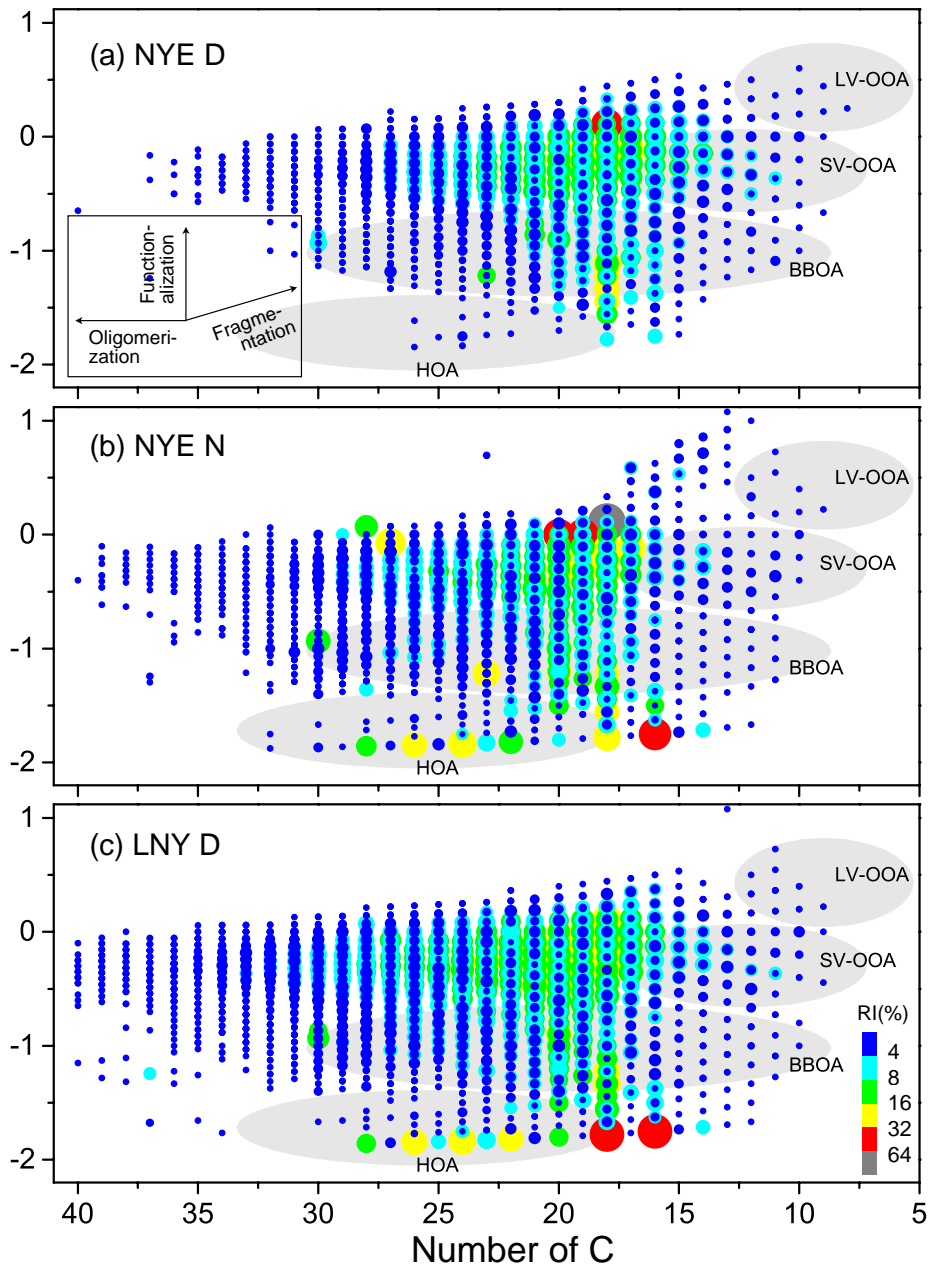 (a) NYE D
LV-OOA
SV-OOA
BBOA
HOA
1
0
-1
-2
Function-
alization
Oligomeri-
zation
Fragme-
ntation
(b) NYE N
LV-OOA
SV-OOA
BBOA
HOA
1
0
-1
-2
(c) LNY D
LV-OOA
SV-OOA
BBOA
HOA
1
0
-1
-2
RI(%)
4
8
16
32
64
40 35 30 25 20 15 10 5
Number of C